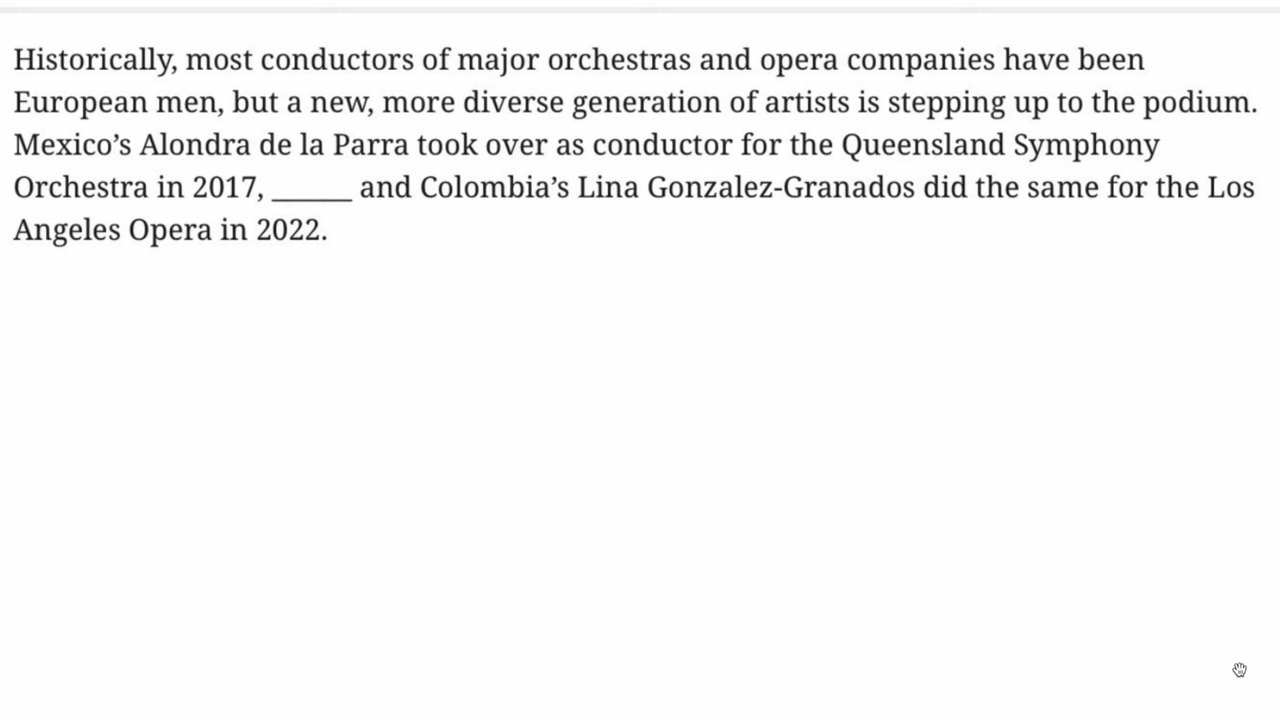 Historically, most conductors of major orchestras and opera companies have been
European men, but a new, more diverse generation of artists is stepping up to the podium.
Mexico’s Alondra de la Parra took over as conductor for the Queensland Symphony
Orchestra in 2017, ______ and Colombia’s Lina Gonzalez-Granados did the same for the Los
Angeles Opera in 2022.